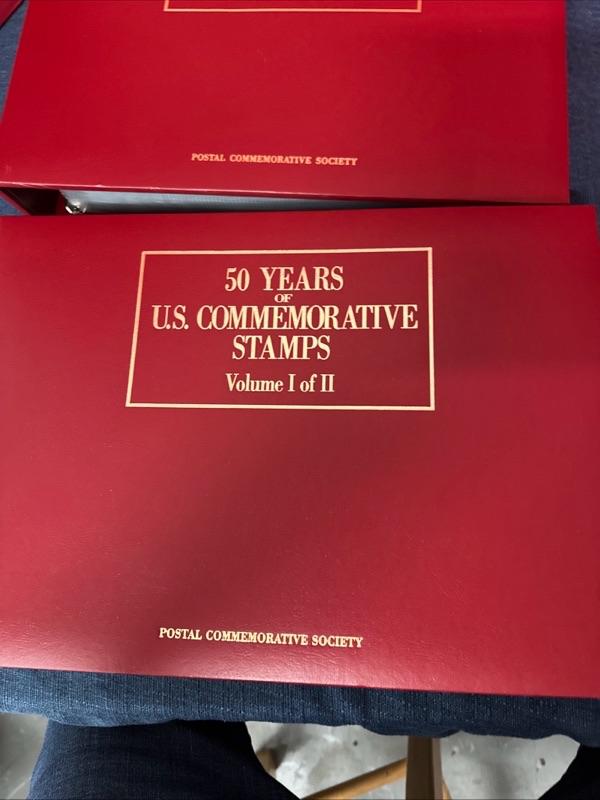 POSTAL COMMEMORATIVE SOCIETY
50 YEARS
OF
U.S. COMMEMORATIVE
STAMPS
Volume I of II
POSTAL COMMEMORATIVE SOCIETY